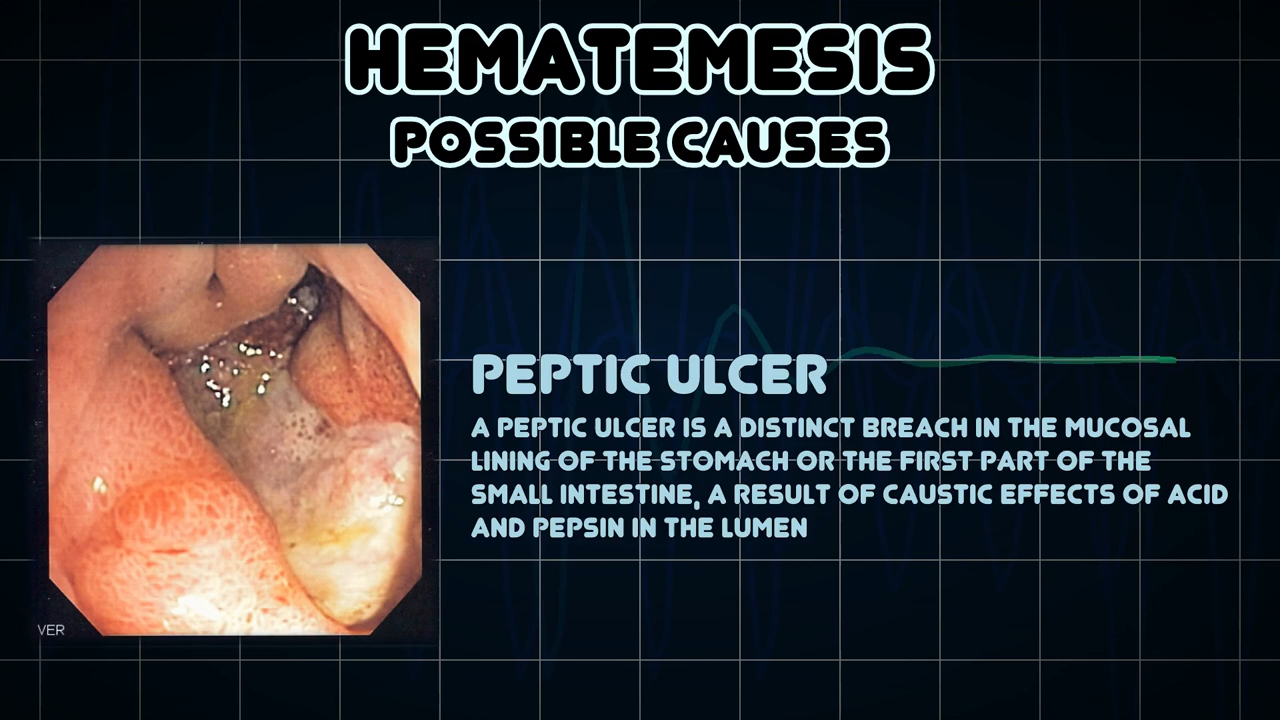 HEMATEMESIS
POSSIBLE CAUSES
PEPTIC ULCER
A PEPTIC ULCER IS A DISTINCT BREACH IN THE MUCOSAL
LINING OF THE STOMACH OR THE FIRST PART OF THE
SMALL INTESTINE, A RESULT OF CAUSTIC EFFECTS OF ACID
AND PEPSIN IN THE LUMEN
VER